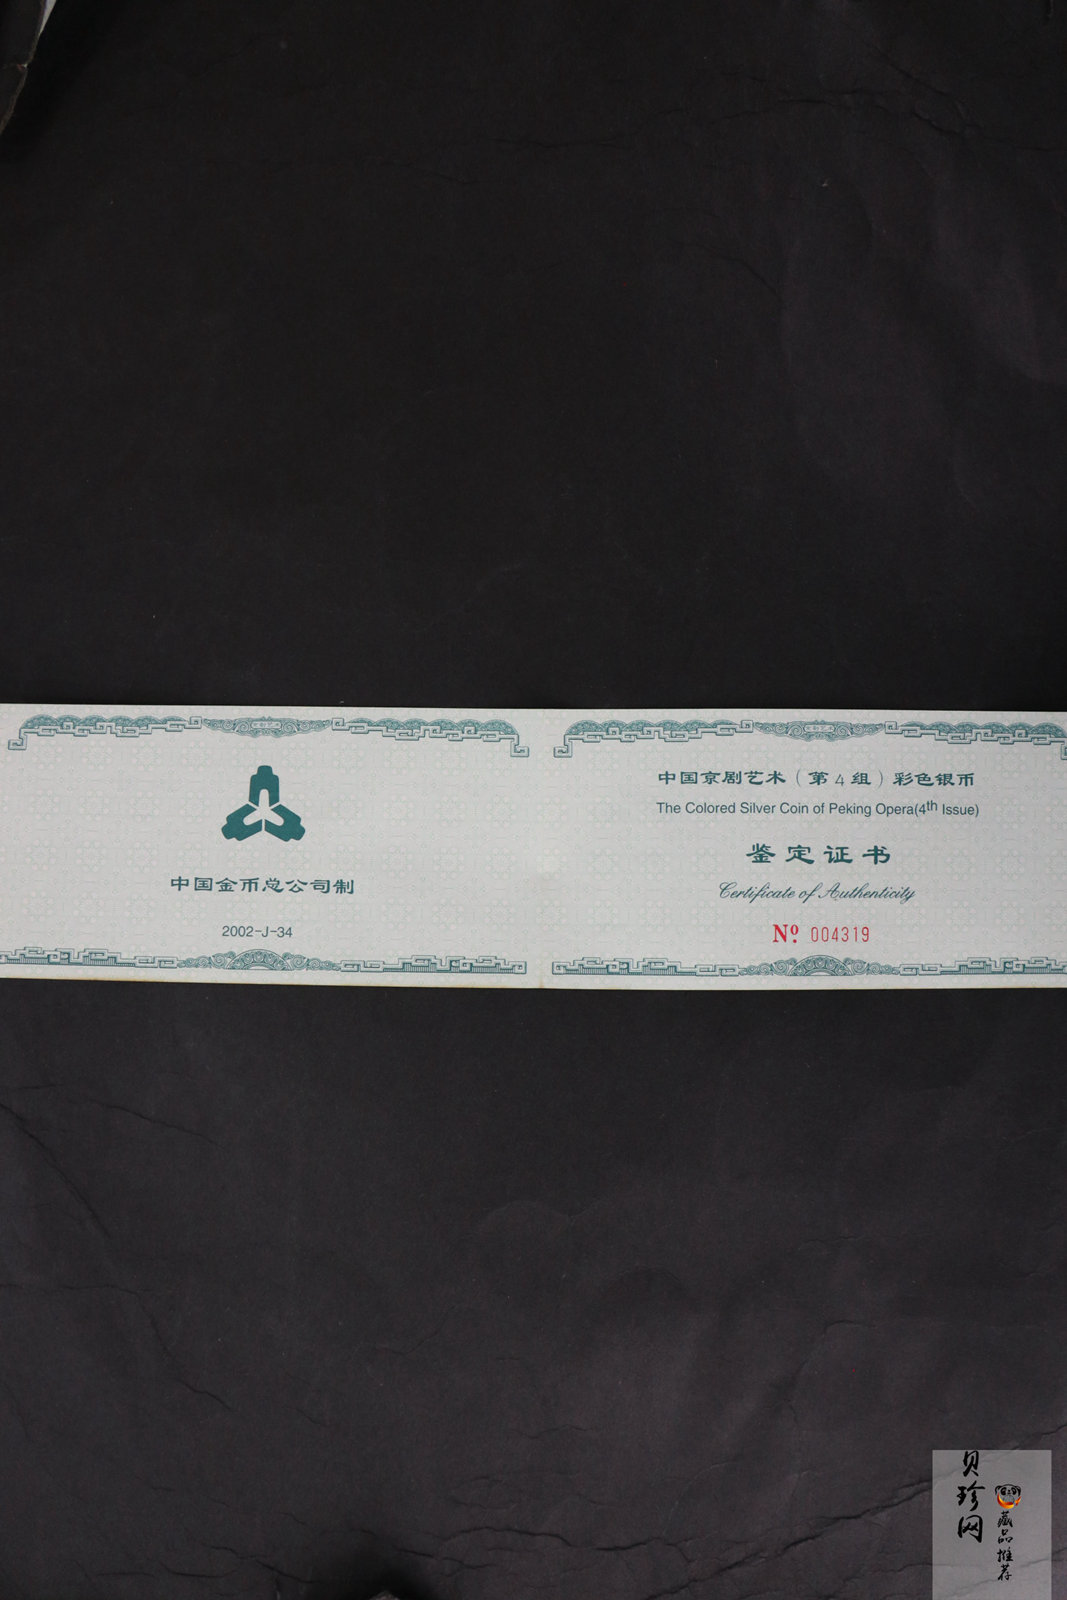 中国金币总公司制
2002-J-34
中国京剧艺术(第4组)彩色银币
The Colored Silver Coin of Peking Opera(4th Issue)
鉴定证书
Certificate of Authenticity
Nº 004319
贝珍网
藏品推荐